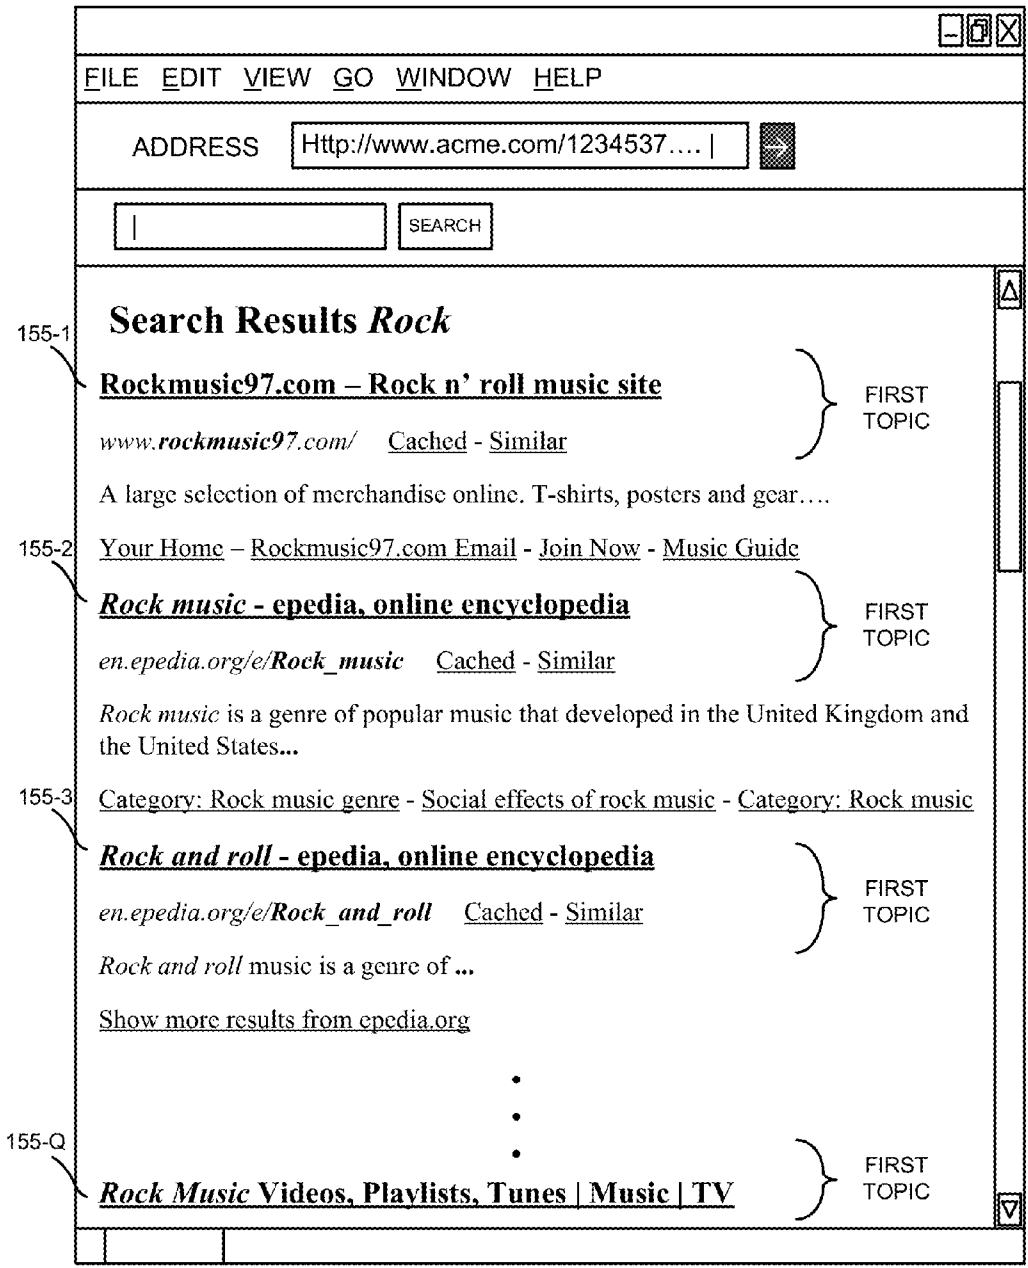 FILE EDIT VIEW GO WINDOW HELP
ADDRESS Http://www.acme.com/1234537.... | →
| SEARCH
Search Results Rock
155-1
Rockmusic97.com – Rock n’ roll music site
FIRST
TOPIC
www.rockmusic97.com/ Cached - Similar
A large selection of merchandise online. T-shirts, posters and gear....
155-2
Your Home – Rockmusic97.com Email - Join Now - Music Guide
Rock music - epedia, online encyclopedia
FIRST
TOPIC
en.epedia.org/e/Rock_music Cached - Similar
Rock music is a genre of popular music that developed in the United Kingdom and
the United States...
155-3
Category: Rock music genre - Social effects of rock music - Category: Rock music
Rock and roll - epedia, online encyclopedia
FIRST
TOPIC
en.epedia.org/e/Rock_and_roll Cached - Similar
Rock and roll music is a genre of ...
Show more results from epedia.org
155-Q
Rock Music Videos, Playlists, Tunes | Music | TV
FIRST
TOPIC